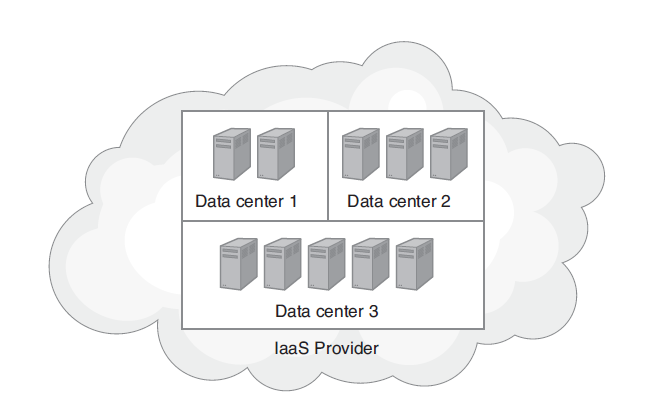 Data center 1
Data center 2
Data center 3
IaaS Provider